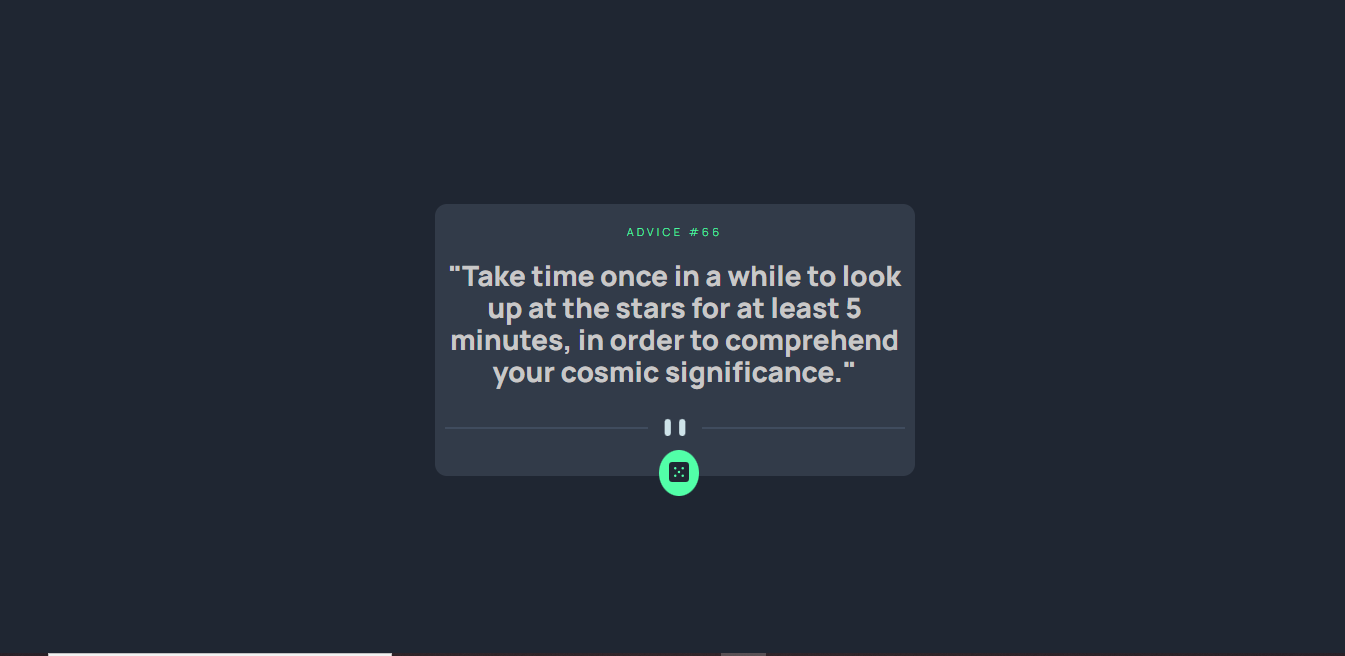 ADVICE #66
"Take time once in a while to look
up at the stars for at least 5
minutes, in order to comprehend
your cosmic significance."